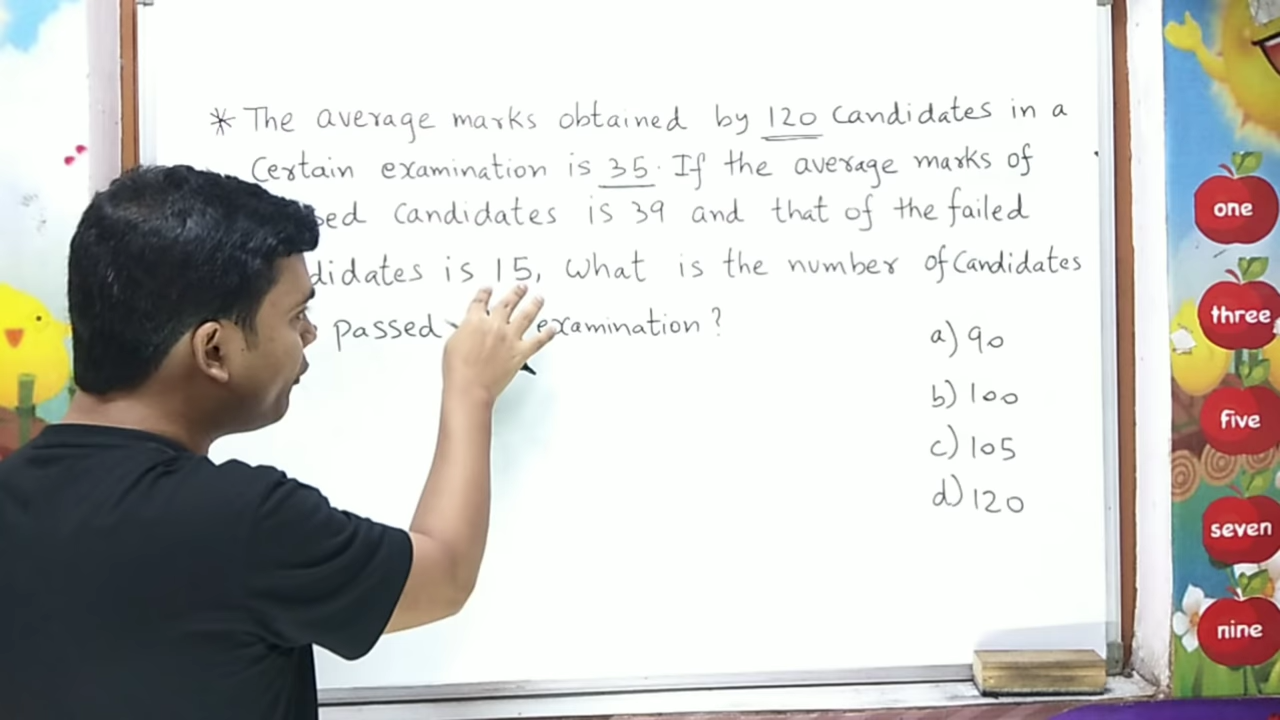 * The average marks obtained by 120 candidates in a
Certain examination is 35. If the average marks of
candidates is 39 and that of the failed
is 15, What is the number of Candidates
passed examination?
a) 90
b) 100
c) 105
d) 120
one
three
five
seven
nine